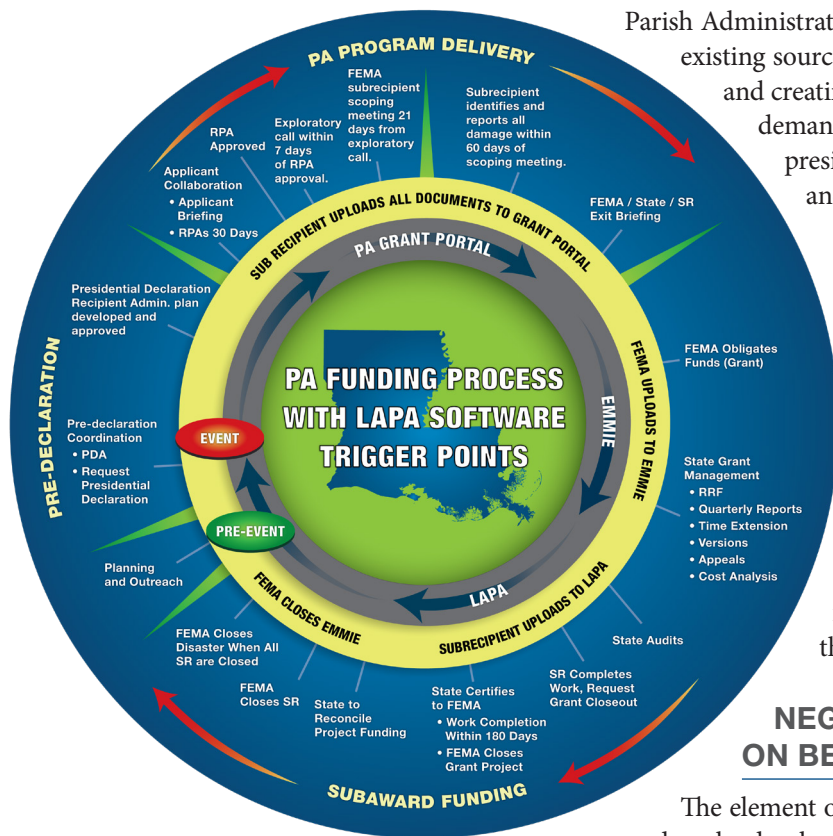 PA PROGRAM DELIVERY
RPA
Approved
Exploratory
call within
7 days
of RPA
approval.
FEMA
subrecipient
scoping
meeting 21
days from
exploratory
call.
Subrecipient
identifies and
reports all
damage within
60 days of
scoping meeting.
Applicant
Collaboration
• Applicant
Briefing
• RPAs 30 Days
FEMA / State / SR
Exit Briefing
Presidential Declaration
Recipient Admin. plan
developed and
approved
PRE-DECLARATION
Pre-declaration
Coordination
• PDA
• Request
Presidential
Declaration
Planning
and Outreach
FEMA Obligates
Funds (Grant)
State Grant
Management
• RRF
• Quarterly Reports
• Time Extension
• Versions
• Appeals
• Cost Analysis
State Audits
SR Completes
Work, Request
Grant Closeout
State Certifies
to FEMA
• Work Completion
Within 180 Days
• FEMA Closes
Grant Project
State to
Reconcile
Project Funding
FEMA
Closes SR
FEMA Closes
Disaster When All
SR are Closed
SUBAWARD FUNDING
SUB RECIPIENT UPLOADS ALL DOCUMENTS TO GRANT PORTAL
FEMA UPLOADS TO EMMIE
SUBRECIPIENT UPLOADS TO LAPA
FEMA CLOSES EMMIE
PA GRANT PORTAL
EMMIE
LAPA
EVENT
PRE-EVENT
PA FUNDING PROCESS
WITH LAPA SOFTWARE
TRIGGER POINTS
Parish Administrat
existing sourc
and creatin
deman
presi
an
th
NEG
ON BE
The element o